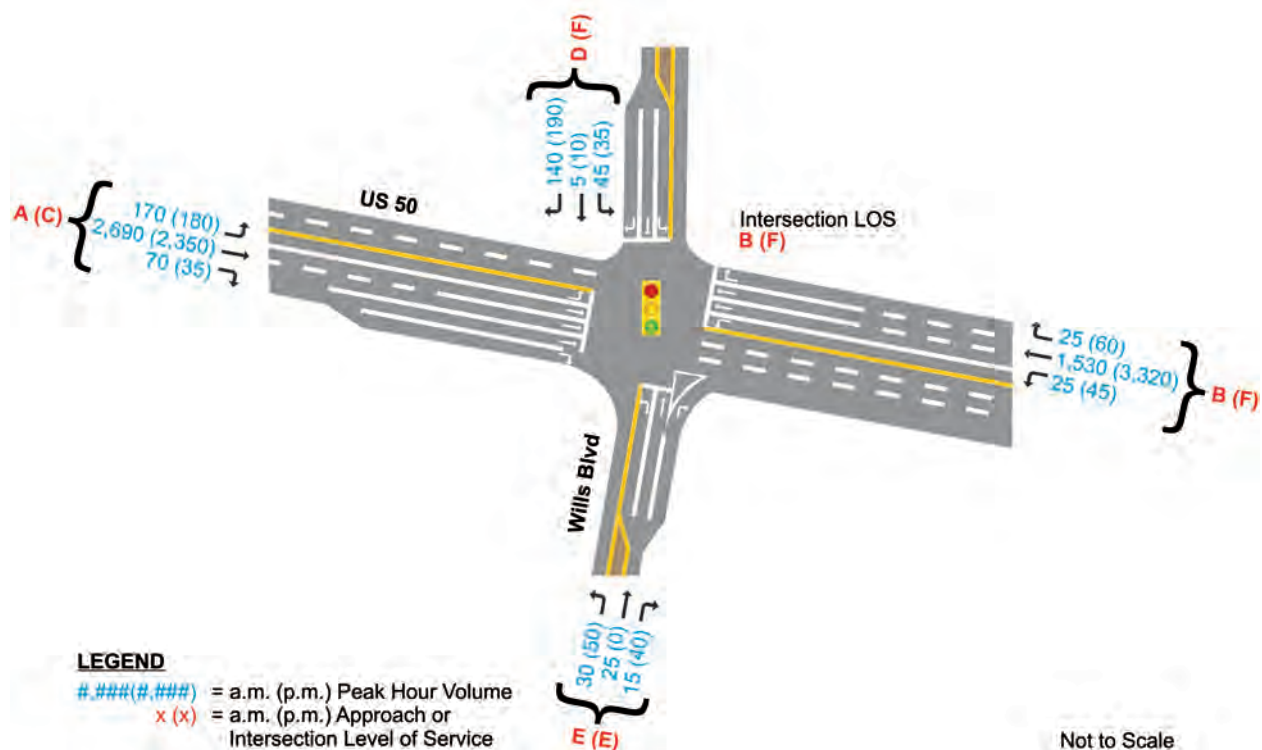 D (F)
140 (190)
5 (10)
45 (35)
US 50
A (C)
170 (180)
2,690 (2,350)
70 (35)
Intersection LOS
B (F)
25 (60)
1,530 (3,320)
25 (45)
B (F)
Wills Blvd
30 (50)
25 (0)
15 (40)
E (E)
LEGEND
#,###(#,###) = a.m. (p.m.) Peak Hour Volume
x (x) = a.m. (p.m.) Approach or
Intersection Level of Service
Not to Scale